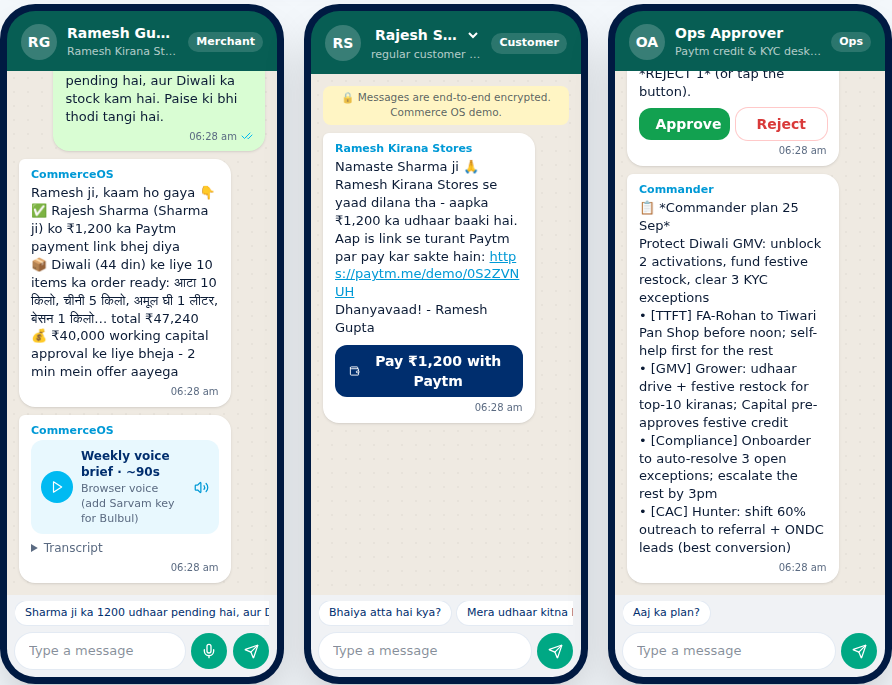 RG
Ramesh Gu...
Ramesh Kirana St...
Merchant
pending hai, aur Diwali ka
stock kam hai. Paise ki bhi
thodi tangi hai.
06:28 am
CommerceOS
Ramesh ji, kaam ho gaya 👇
✅ Rajesh Sharma (Sharma
ji) ko ₹1,200 ka Paytm
payment link bhej diya
📦 Diwali (44 din) ke liye 10
items ka order ready: आटा 10
किलो, चीनी 5 किलो, अमूल घी 1 लीटर,
बेसन 1 किलो... total ₹47,240
💰 ₹40,000 working capital
approval ke liye bheja - 2
min mein offer aayega
06:28 am
CommerceOS
Weekly voice
brief · ~90s
Browser voice
(add Sarvam key
for Bulbul)
Transcript
06:28 am
Sharma ji ka 1200 udhaar pending hai, aur D
Type a message
RS
Rajesh S...
regular customer ...
Customer
🔒 Messages are end-to-end encrypted.
Commerce OS demo.
Ramesh Kirana Stores
Namaste Sharma ji 🙏
Ramesh Kirana Stores se
yaad dilana tha - aapka
₹1,200 ka udhaar baaki hai.
Aap is link se turant Paytm
par pay kar sakte hain: http
s://paytm.me/demo/0S2ZVN
UH
Dhanyavaad! - Ramesh
Gupta
Pay ₹1,200 with
Paytm
06:28 am
Bhaiya atta hai kya?
Mera udhaar kitna
Type a message
OA
Ops Approver
Paytm credit & KYC desk...
Ops
*REJECT 1* (or tap the
button).
Approve
Reject
06:28 am
Commander
📋 *Commander plan 25
Sep*
Protect Diwali GMV: unblock
2 activations, fund festive
restock, clear 3 KYC
exceptions
• [TTFT] FA-Rohan to Tiwari
Pan Shop before noon; self-
help first for the rest
• [GMV] Grower: udhaar
drive + festive restock for
top-10 kiranas; Capital pre-
approves festive credit
• [Compliance] Onboarder
to auto-resolve 3 open
exceptions; escalate the
rest by 3pm
• [CAC] Hunter: shift 60%
outreach to referral + ONDC
leads (best conversion)
06:28 am
Aaj ka plan?
Type a message